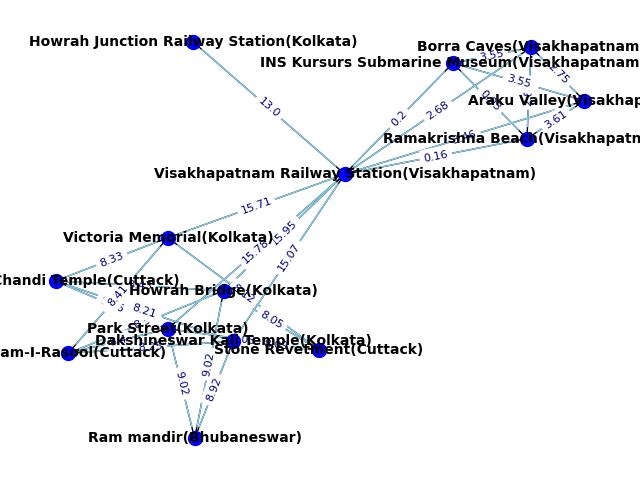 Howrah Junction Railway Station(Kolkata)
Borra Caves(Visakhapatnam
3.55
INS Kursurs Submarine Museum(Visakhapatnam
2.75
3.55
Araku Valley(Visakhap
13.0
0.2
2.68
3.61
Ramakrishna Beach(Visakhapatn
0.16
Visakhapatnam Railway Station(Visakhapatnam)
15.71
15.95
Victoria Memorial(Kolkata)
15.78
15.07
8.33
Chandi Temple(Cuttack)
Howrah Bridge(Kolkata)
8.41
8.21
8.05
Park Street(Kolkata)
Dakshineswar Kali Temple(Kolkata)
Stone Revetment(Cuttack)
am-I-Rasool(Cuttack)
9.02
9.02
8.92
Ram mandir(Bhubaneswar)